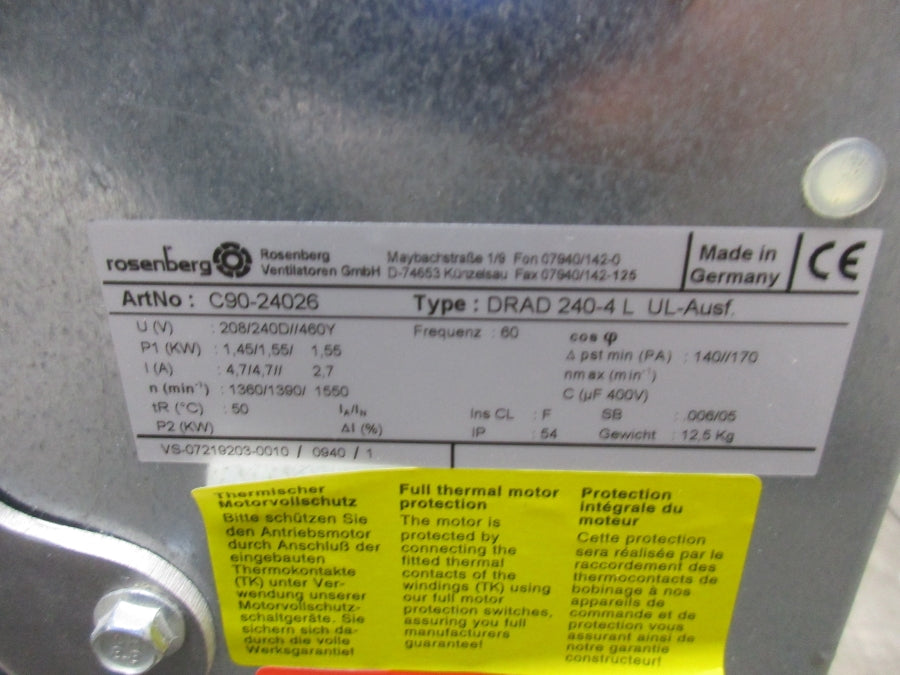 rosenberg
Rosenberg Maybachstraße 1/9 Fon 07940/142-0
Ventilatoren GmbH D-74653 Künzelsau Fax 07940/142-125
Made in
Germany
CE
ArtNo : C90-24026 Type : DRAD 240-4 L UL-Ausf.
U (V) : 208/240D//460Y Frequenz : 60 cos φ
P1 (KW) : 1,45/1,55/ 1,55 Δ pst min (PA) : 140//170
I (A) : 4,7/4,7// 2,7 nmax (min⁻¹)
n (min⁻¹) : 1360/1390/ 1550 C (µF 400V)
tR (°C) : 50 IA/IN Ins CL : F SB : .006/05
P2 (KW) ΔI (%) IP : 54 Gewicht : 12,5 Kg
VS-07219203-0010 / 0940 / 1
Thermischer
Motorvollschutz
Bitte schützen Sie
den Antriebsmotor
durch Anschluß der
eingebauten
Thermokontakte
(TK) unter Ver-
wendung unserer
Motorvollschutz-
schaltgeräte. Sie
sichern sich da-
durch die volle
Werksgarantie!
Full thermal motor
protection
The motor is
protected by
connecting the
fitted thermal
contacts of the
windings (TK) using
our full motor
protection switches,
assuring you full
manufacturers
guarantee!
Protection
intégrale du
moteur
Cette protection
sera réalisée par le
raccordement des
thermocontacts de
bobinage à nos
appareils de
commande et de
protection vous
assurant ainsi de
notre garantie
constructeur!
8.8